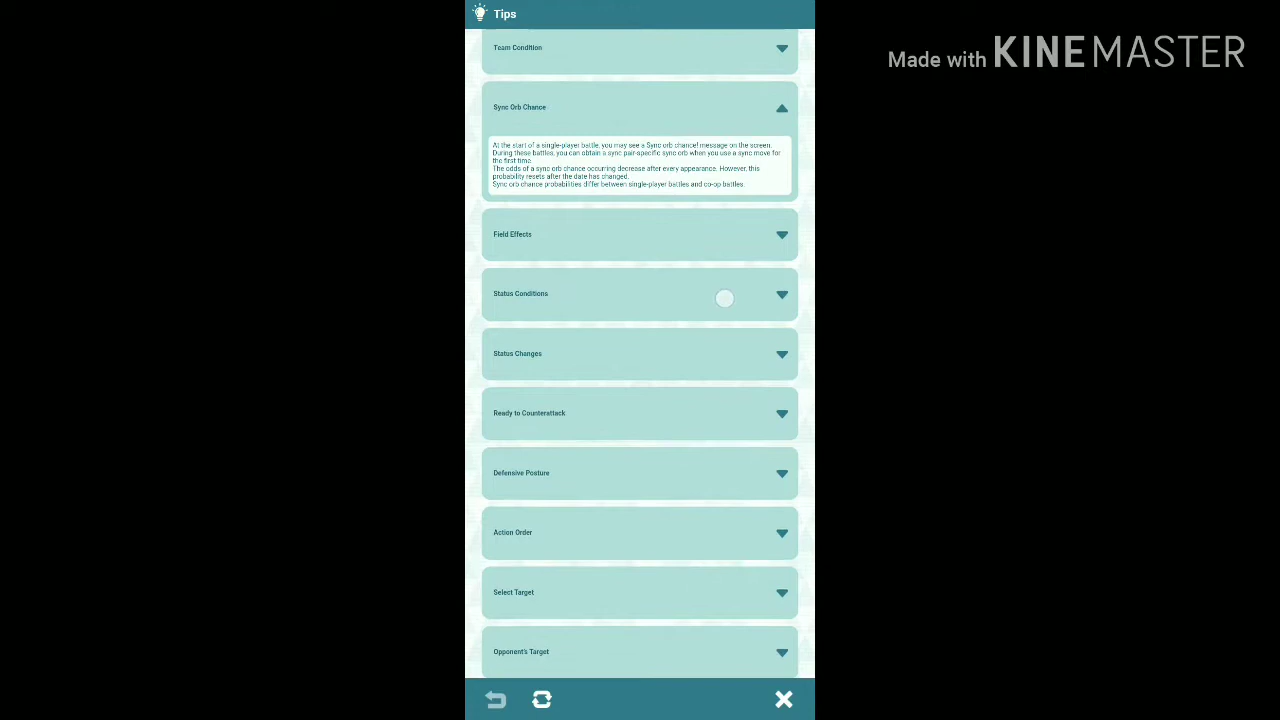 Tips
Made with KINEMASTER
Team Condition
Sync Orb Chance
At the start of a single-player battle, you may see a Sync orb chance! message on the screen.
During these battles, you can obtain a sync pair-specific sync orb when you use a sync move for
the first time.
The odds of a sync orb chance occurring decrease after every appearance. However, this
probability resets after the date has changed.
Sync orb chance probabilities differ between single-player battles and co-op battles.
Field Effects
Status Conditions
Status Changes
Ready to Counterattack
Defensive Posture
Action Order
Select Target
Opponent's Target